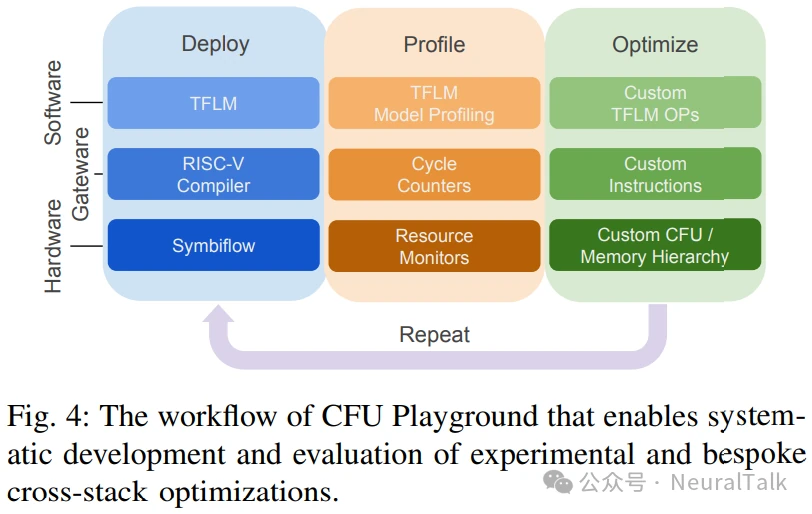 Deploy
Profile
Optimize
Software
Gateware
Hardware
TFLM
TFLM
Model Profiling
Custom
TFLM OPs
RISC-V
Compiler
Cycle
Counters
Custom
Instructions
Symbiflow
Resource
Monitors
Custom CFU /
Memory Hierarchy
Repeat
Fig. 4: The workflow of CFU Playground that enables system-
atic development and evaluation of experimental and bespoke
cross-stack optimizations.
公众号 · NeuralTalk